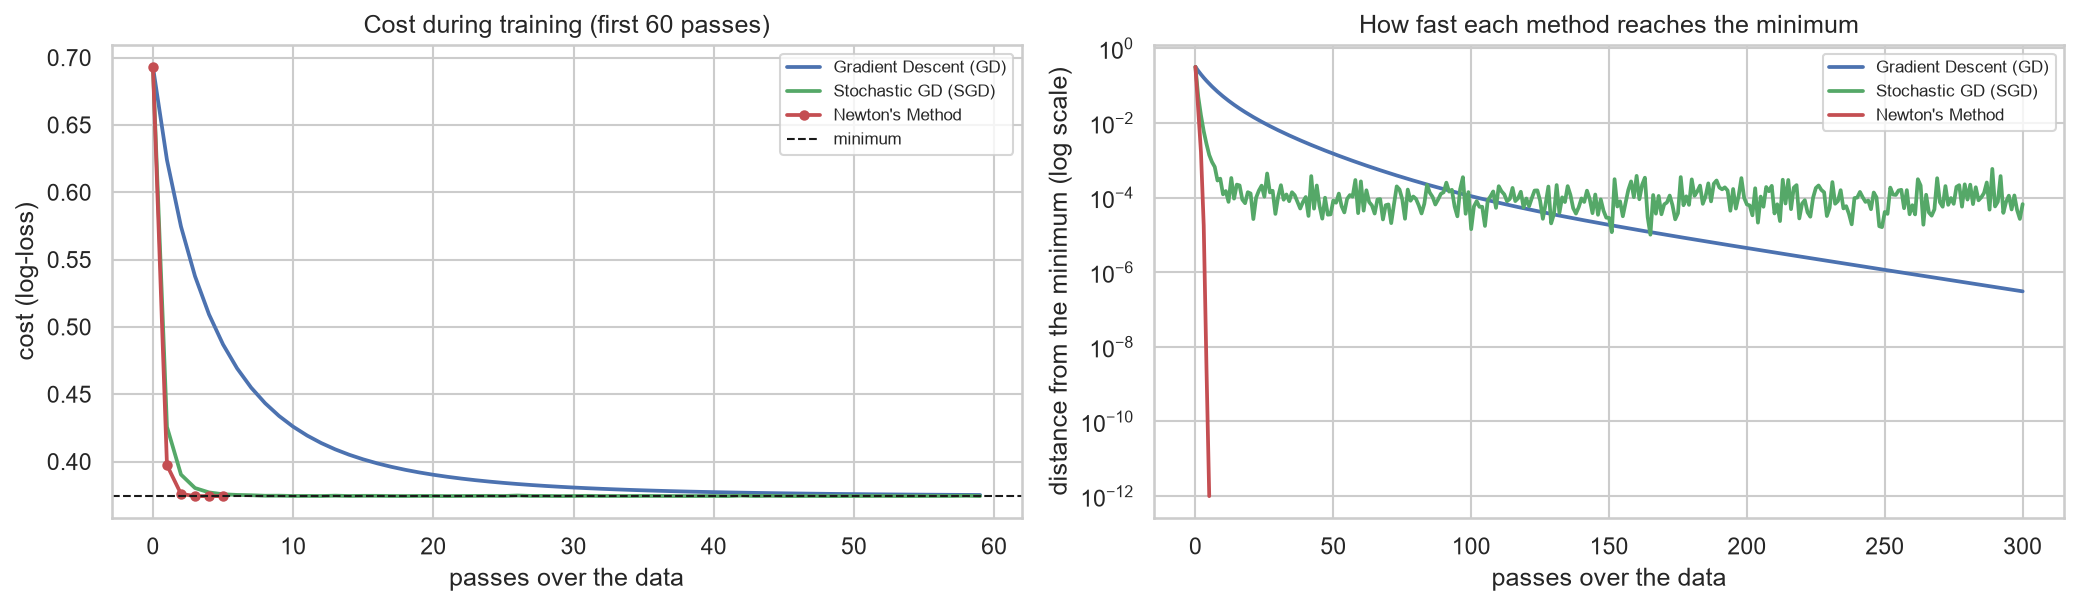 Cost during training (first 60 passes)
cost (log-loss)
0.70
0.65
0.60
0.55
0.50
0.45
0.40
0 10 20 30 40 50 60
passes over the data
Gradient Descent (GD)
Stochastic GD (SGD)
Newton's Method
minimum
How fast each method reaches the minimum
distance from the minimum (log scale)
10⁰
10⁻²
10⁻⁴
10⁻⁶
10⁻⁸
10⁻¹⁰
10⁻¹²
0 50 100 150 200 250 300
passes over the data
Gradient Descent (GD)
Stochastic GD (SGD)
Newton's Method